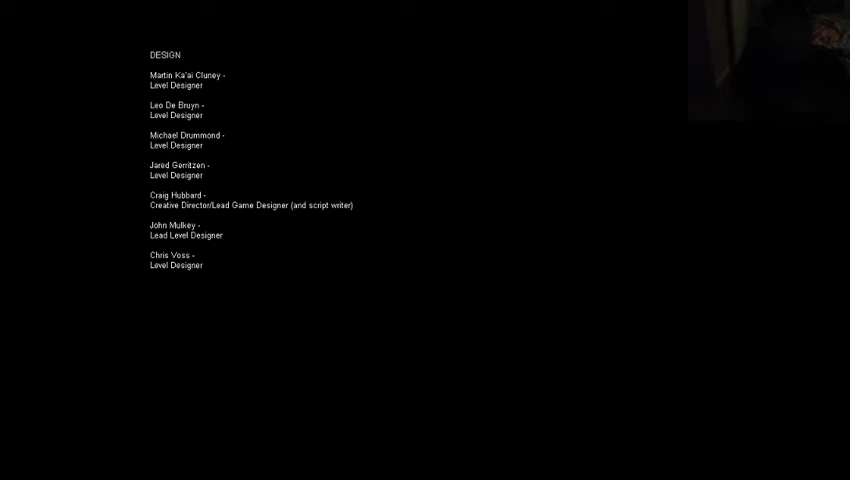 DESIGN
Martin Ka'ai Cluney -
Level Designer
Leo De Bruyn -
Level Designer
Michael Drummond -
Level Designer
Jared Gerritzen -
Level Designer
Craig Hubbard -
Creative Director/Lead Game Designer (and script writer)
John Mulkey -
Lead Level Designer
Chris Voss -
Level Designer